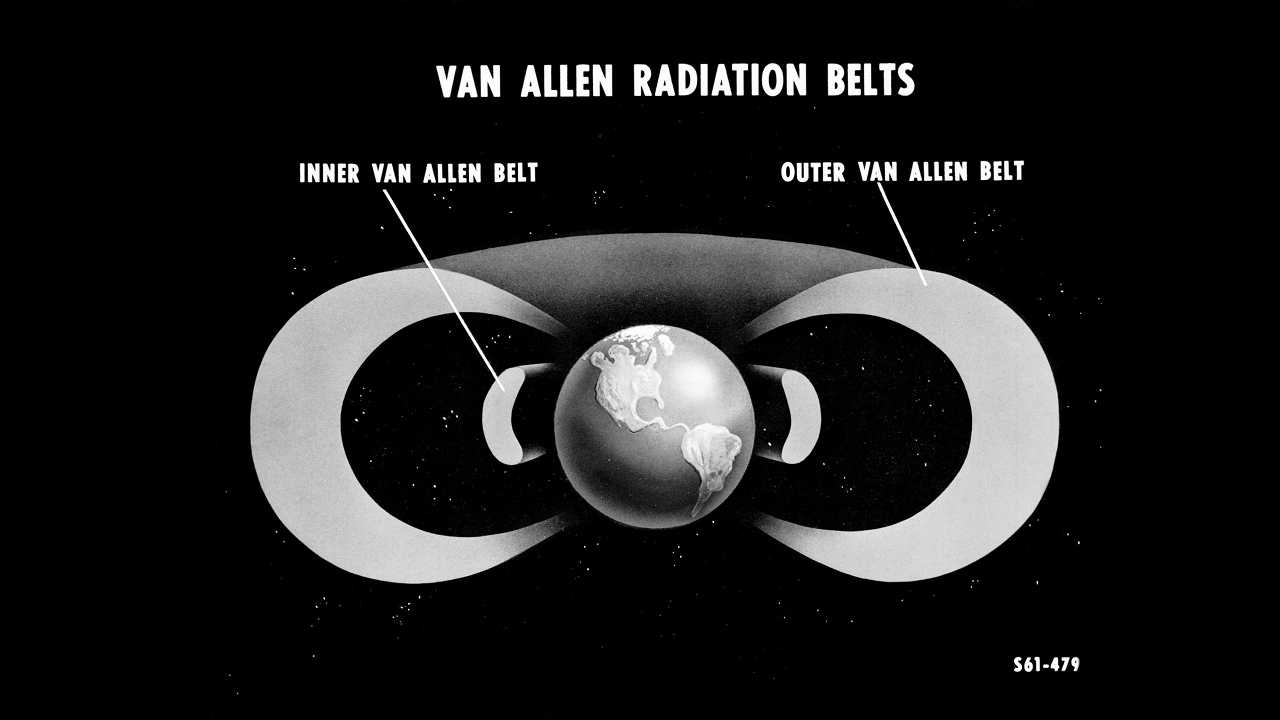 VAN ALLEN RADIATION BELTS
INNER VAN ALLEN BELT
OUTER VAN ALLEN BELT
S61-479